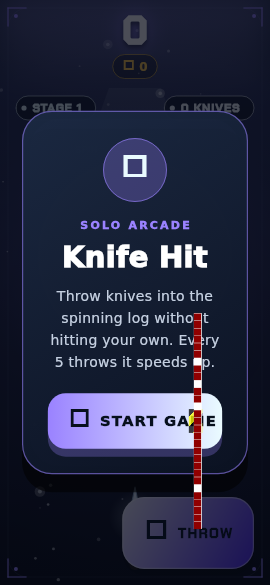 0
0
STAGE 1
0 KNIVES
SOLO ARCADE
Knife Hit
Throw knives into the
spinning log without
hitting your own. Every
5 throws it speeds up.
START GAME
THROW